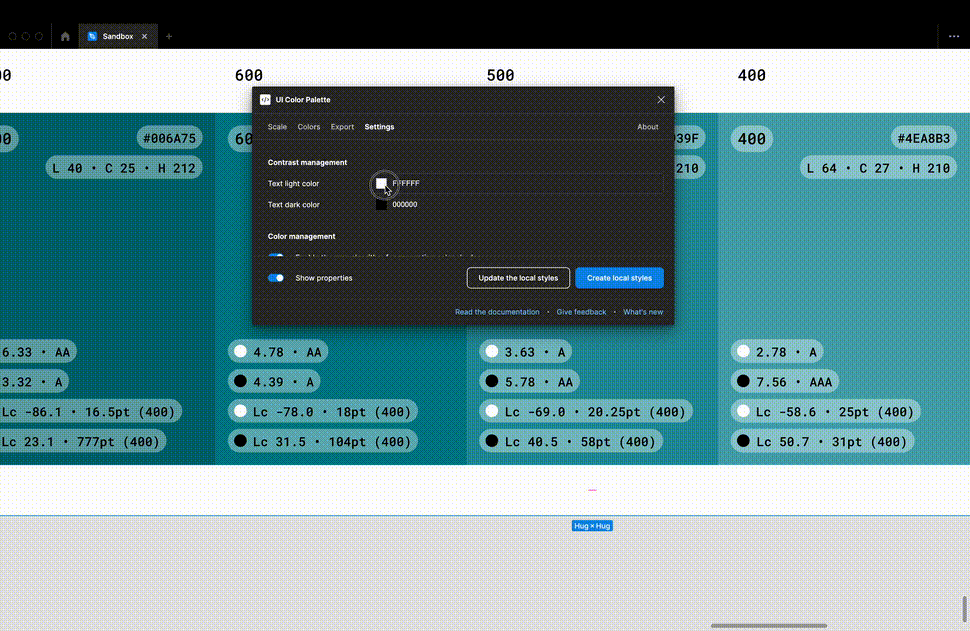 Sandbox
00 600 500 400
UI Color Palette
Scale Colors Export Settings About
Contrast management
Text light color FFFFFF
Text dark color 000000
Color management
Show properties Update the local styles Create local styles
Read the documentation • Give feedback • What's new
00 #006A75 60 939F 400 #4EA8B3
L 40 • C 25 • H 212 210 L 64 • C 27 • H 210
6.33 • AA 4.78 • AA 3.63 • A 2.78 • A
3.32 • A 4.39 • A 5.78 • AA 7.56 • AAA
Lc -86.1 • 16.5pt (400) Lc -78.0 • 18pt (400) Lc -69.0 • 20.25pt (400) Lc -58.6 • 25pt (400)
Lc 23.1 • 777pt (400) Lc 31.5 • 104pt (400) Lc 40.5 • 58pt (400) Lc 50.7 • 31pt (400)
Hug × Hug